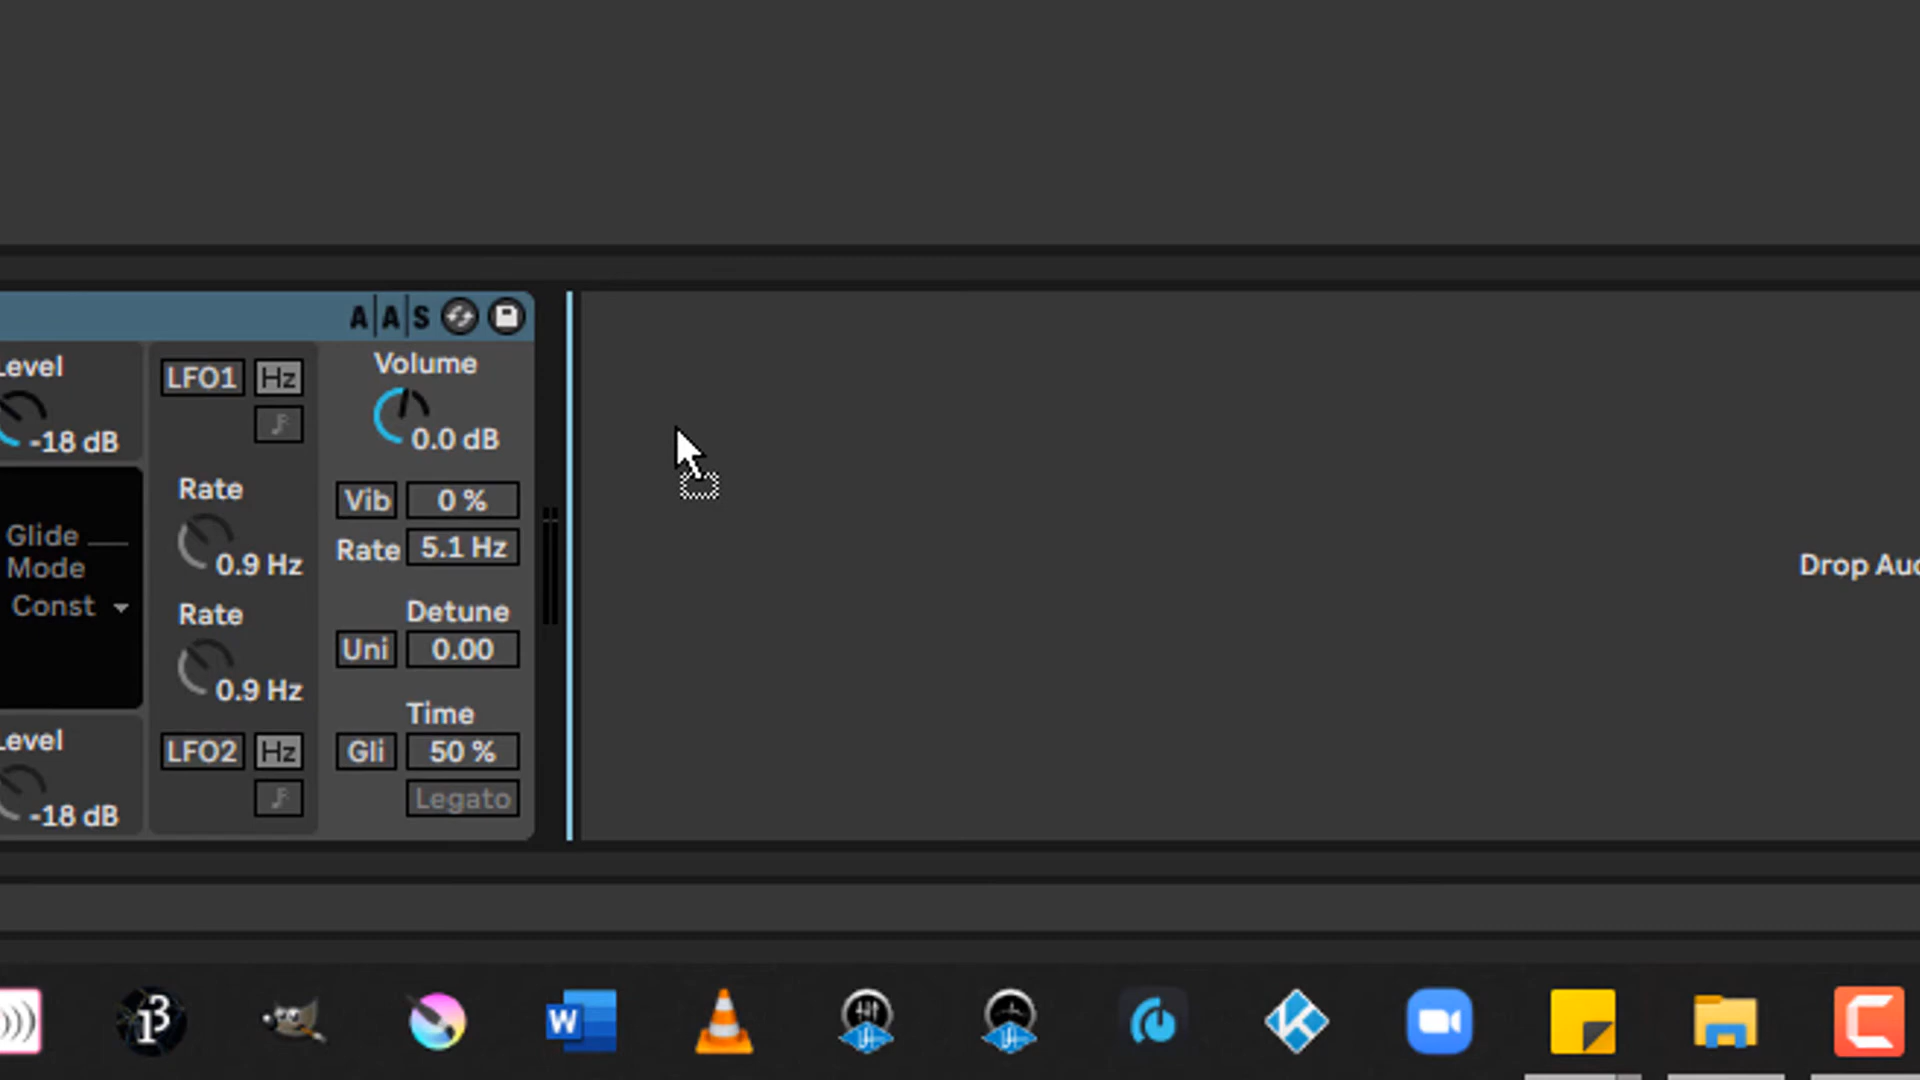 A|A|S
Level
-18 dB
LFO1 Hz
Volume
0.0 dB
Rate
0.9 Hz
Vib 0 %
Rate 5.1 Hz
Glide
Mode
Const
Rate
0.9 Hz
Detune
Uni 0.00
Drop
Time
Level
-18 dB
LFO2 Hz
Gli 50 %
Legato
W